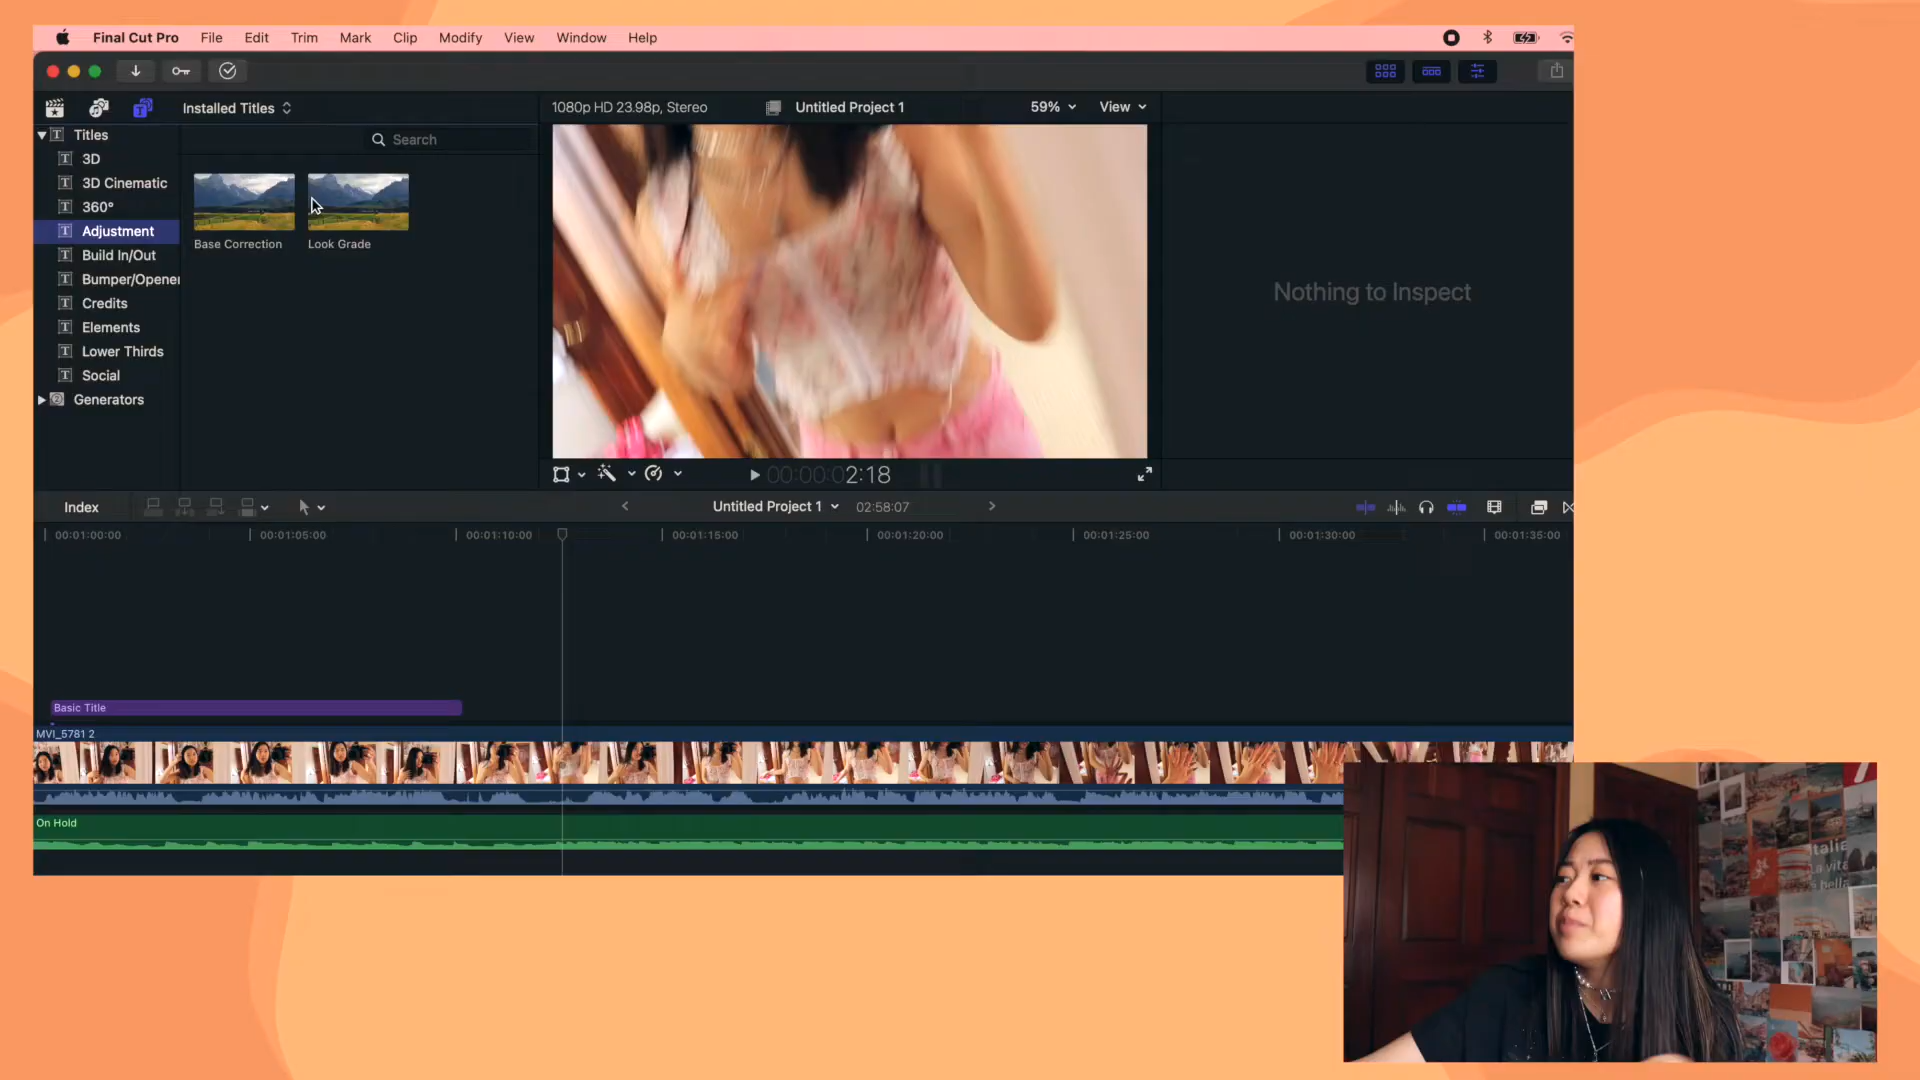 Final Cut Pro File Edit Trim Mark Clip Modify View Window Help
Installed Titles
1080p HD 23.98p, Stereo
Untitled Project 1
59%
View
Titles
Search
3D
3D Cinematic
360°
Adjustment
Build In/Out
Bumper/Opener
Credits
Elements
Lower Thirds
Social
Generators
Base Correction
Look Grade
Nothing to Inspect
00:00:02:18
Index
Untitled Project 1
02:58:07
00:01:00:00
00:01:05:00
00:01:10:00
00:01:15:00
00:01:20:00
00:01:25:00
00:01:30:00
00:01:35:00
Basic Title
MVI_5781 2
On Hold